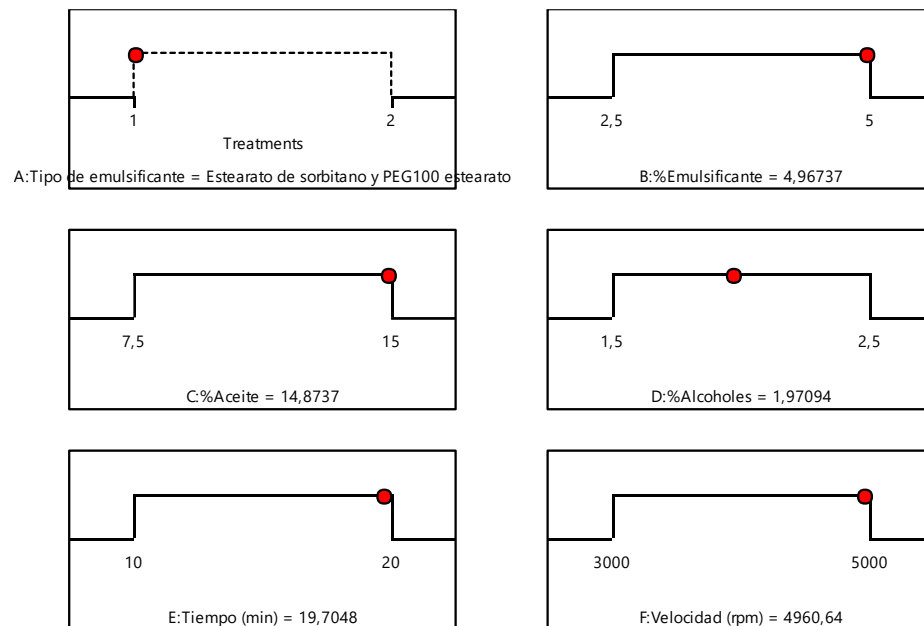 1 2
Treatments
A:Tipo de emulsificante = Estearato de sorbitano y PEG100 estearato
2,5 5
B:%Emulsificante = 4,96737
7,5 15
C:%Aceite = 14,8737
1,5 2,5
D:%Alcoholes = 1,97094
10 20
E:Tiempo (min) = 19,7048
3000 5000
F:Velocidad (rpm) = 4960,64